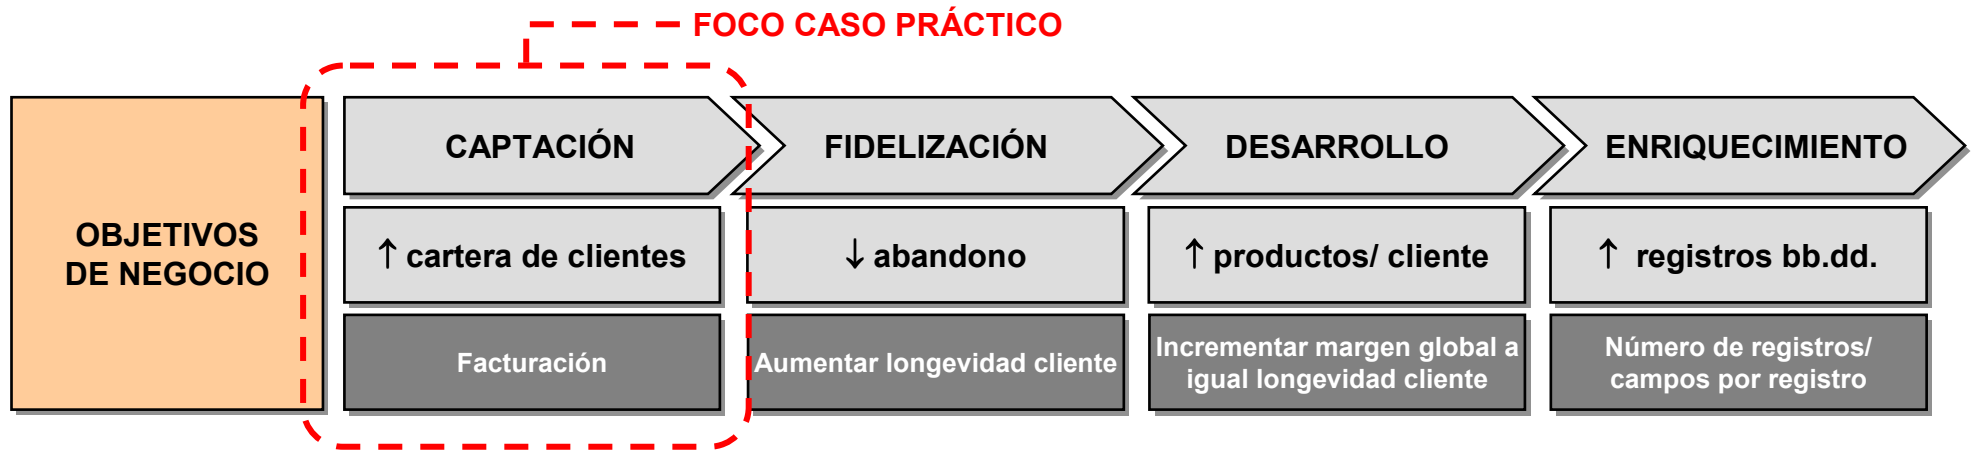 FOCO CASO PRÁCTICO
OBJETIVOS
DE NEGOCIO
CAPTACIÓN
FIDELIZACIÓN
DESARROLLO
ENRIQUECIMIENTO
↑ cartera de clientes
↓ abandono
↑ productos/ cliente
↑ registros bb.dd.
Facturación
Aumentar longevidad cliente
Incrementar margen global a
igual longevidad cliente
Número de registros/
campos por registro